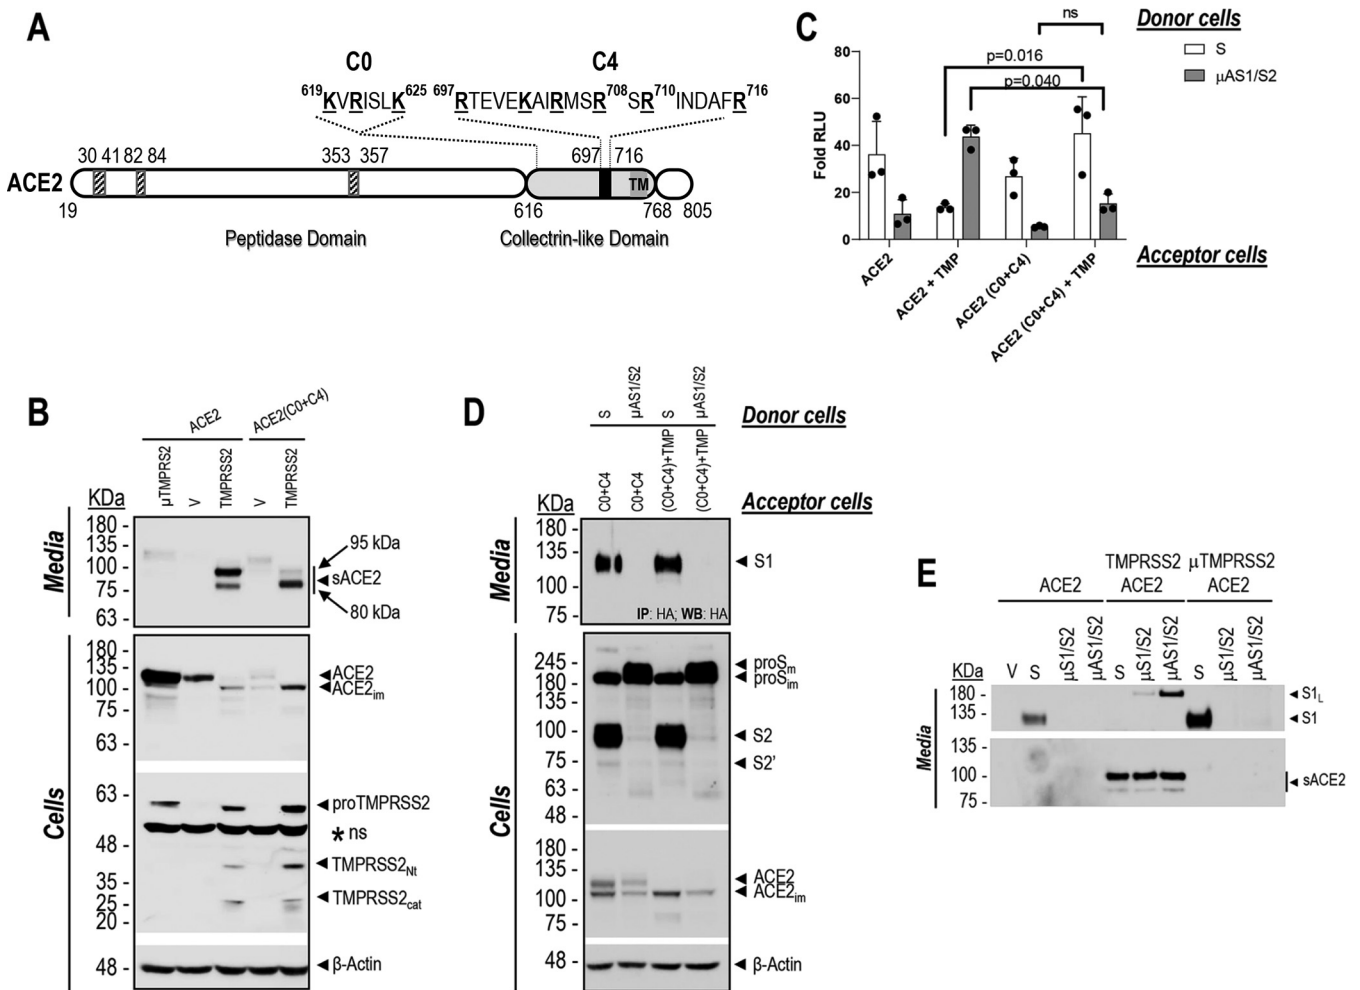 A
C0 C4
619KVRISLK625 697RTEVEKAIRMSR708SR710INDAFR716
30 41 82 84 353 357 697 716
ACE2 TM
19 616 768 805
Peptidase Domain Collectrin-like Domain
C
Donor cells
S
μAS1/S2
ns
p=0.016
p=0.040
Fold RLU
80
60
40
20
0
ACE2
ACE2 + TMP
ACE2 (C0+C4)
ACE2 (C0+C4) + TMP
Acceptor cells
B
ACE2 ACE2(C0+C4)
μTMPRS2 V TMPRSS2 V TMPRSS2
KDa
Media
180 -
135 -
100 -
75 -
63 -
95 kDa
sACE2
80 kDa
Cells
180 -
135 -
100 -
63 -
ACE2
ACE2im
63 -
48 -
35 -
25 -
20 -
proTMPRSS2
* ns
TMPRSS2Nt
TMPRSS2cat
48 -
β-Actin
D
S μAS1/S2 S μAS1/S2
Donor cells
C0+C4 C0+C4 (C0+C4)+TMP (C0+C4)+TMP
Acceptor cells
KDa
Media
180 -
135 -
100 -
75 -
S1
IP: HA; WB: HA
Cells
245 -
180 -
135 -
100 -
75 -
63 -
48 -
proSm
proSim
S2
S2'
180 -
135 -
100 -
75 -
ACE2
ACE2im
48 -
β-Actin
E
TMPRSS2 μTMPRSS2
ACE2 ACE2 ACE2
V S μS1/S2 μAS1/S2 S μS1/S2 μAS1/S2 S μS1/S2 μAS1/S2
KDa
Media
180 -
135 -
S1L
S1
135 -
100 -
75 -
sACE2